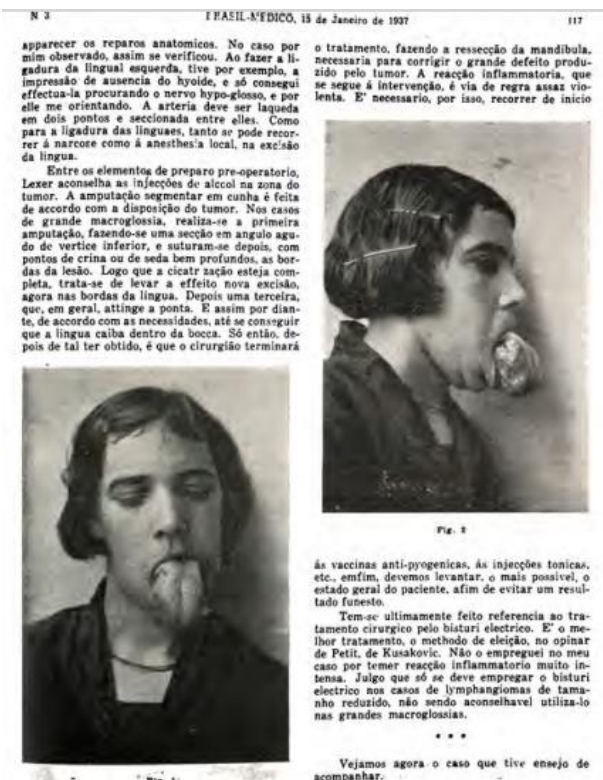 N 3
BRASIL-MEDICO, 15 de Janeiro de 1937
117
apparecer os reparos anatomicos. No caso por
mim observado, assim se verificou. Ao fazer a li-
gadura da lingual esquerda, tive por exemplo, a
impressão de ausencia do hyoide, e só consegui
effectua-la procurando o nervo hypo-glosso, e por
elle me orientando. A arteria deve ser laqueda
em dois pontos e seccionada entre elles. Como
para a ligadura das linguaes, tanto se pode recor-
rer á narcose como á anesthesia local, na excisão
da lingua.
Entre os elementos de preparo pre-operatorio,
Lexer aconselha as injecções de alcool na zona do
tumor. A amputação segmentar em cunha é feita
de accordo com a disposição do tumor. Nos casos
de grande macroglossia, realiza-se a primeira
amputação, fazendo-se uma secção em angulo agu-
do de vertice inferior, e suturam-se depois, com
pontos de crina ou de seda bem profundos, as bor-
das da lesão. Logo que a cicatr zação esteja com-
pleta, trata-se de levar a effeito nova excisão,
agora nas bordas da lingua. Depois uma terceira,
que, em geral, attinge a ponta. E assim por dian-
te, de accordo com as necessidades, até se conseguir
que a lingua caiba dentro da bocca. Só então, de-
pois de tal ter obtido, é que o cirurgião terminará
o tratamento, fazendo a ressecção da mandibula,
necessaria para corrigir o grande defeito produ-
zido pelo tumor. A reacção inflammatoria, que
se segue á intervenção, é via de regra assaz vio-
lenta. E' necessario, por isso, recorrer de inicio
Fig. 2
ás vaccinas anti-pyogenicas, ás injecções tonicas,
etc., emfim, devemos levantar, o mais possivel, o
estado geral do paciente, afim de evitar um resul-
tado funesto.
Tem-se ultimamente feito referencia ao tra-
tamento cirurgico pelo bisturi electrico. E' o me-
lhor tratamento, o methodo de eleição, no opinar
de Petit, de Kusakovic. Não o empreguei no meu
caso por temer reacção inflammatorio muito in-
tensa. Julgo que só se deve empregar o bisturi
electrico nos casos de lymphangiomas de tama-
nho reduzido, não sendo aconselhavel utiliza-lo
nas grandes macroglossias.
* * *
Vejamos agora o caso que tive ensejo de
acompanhar.